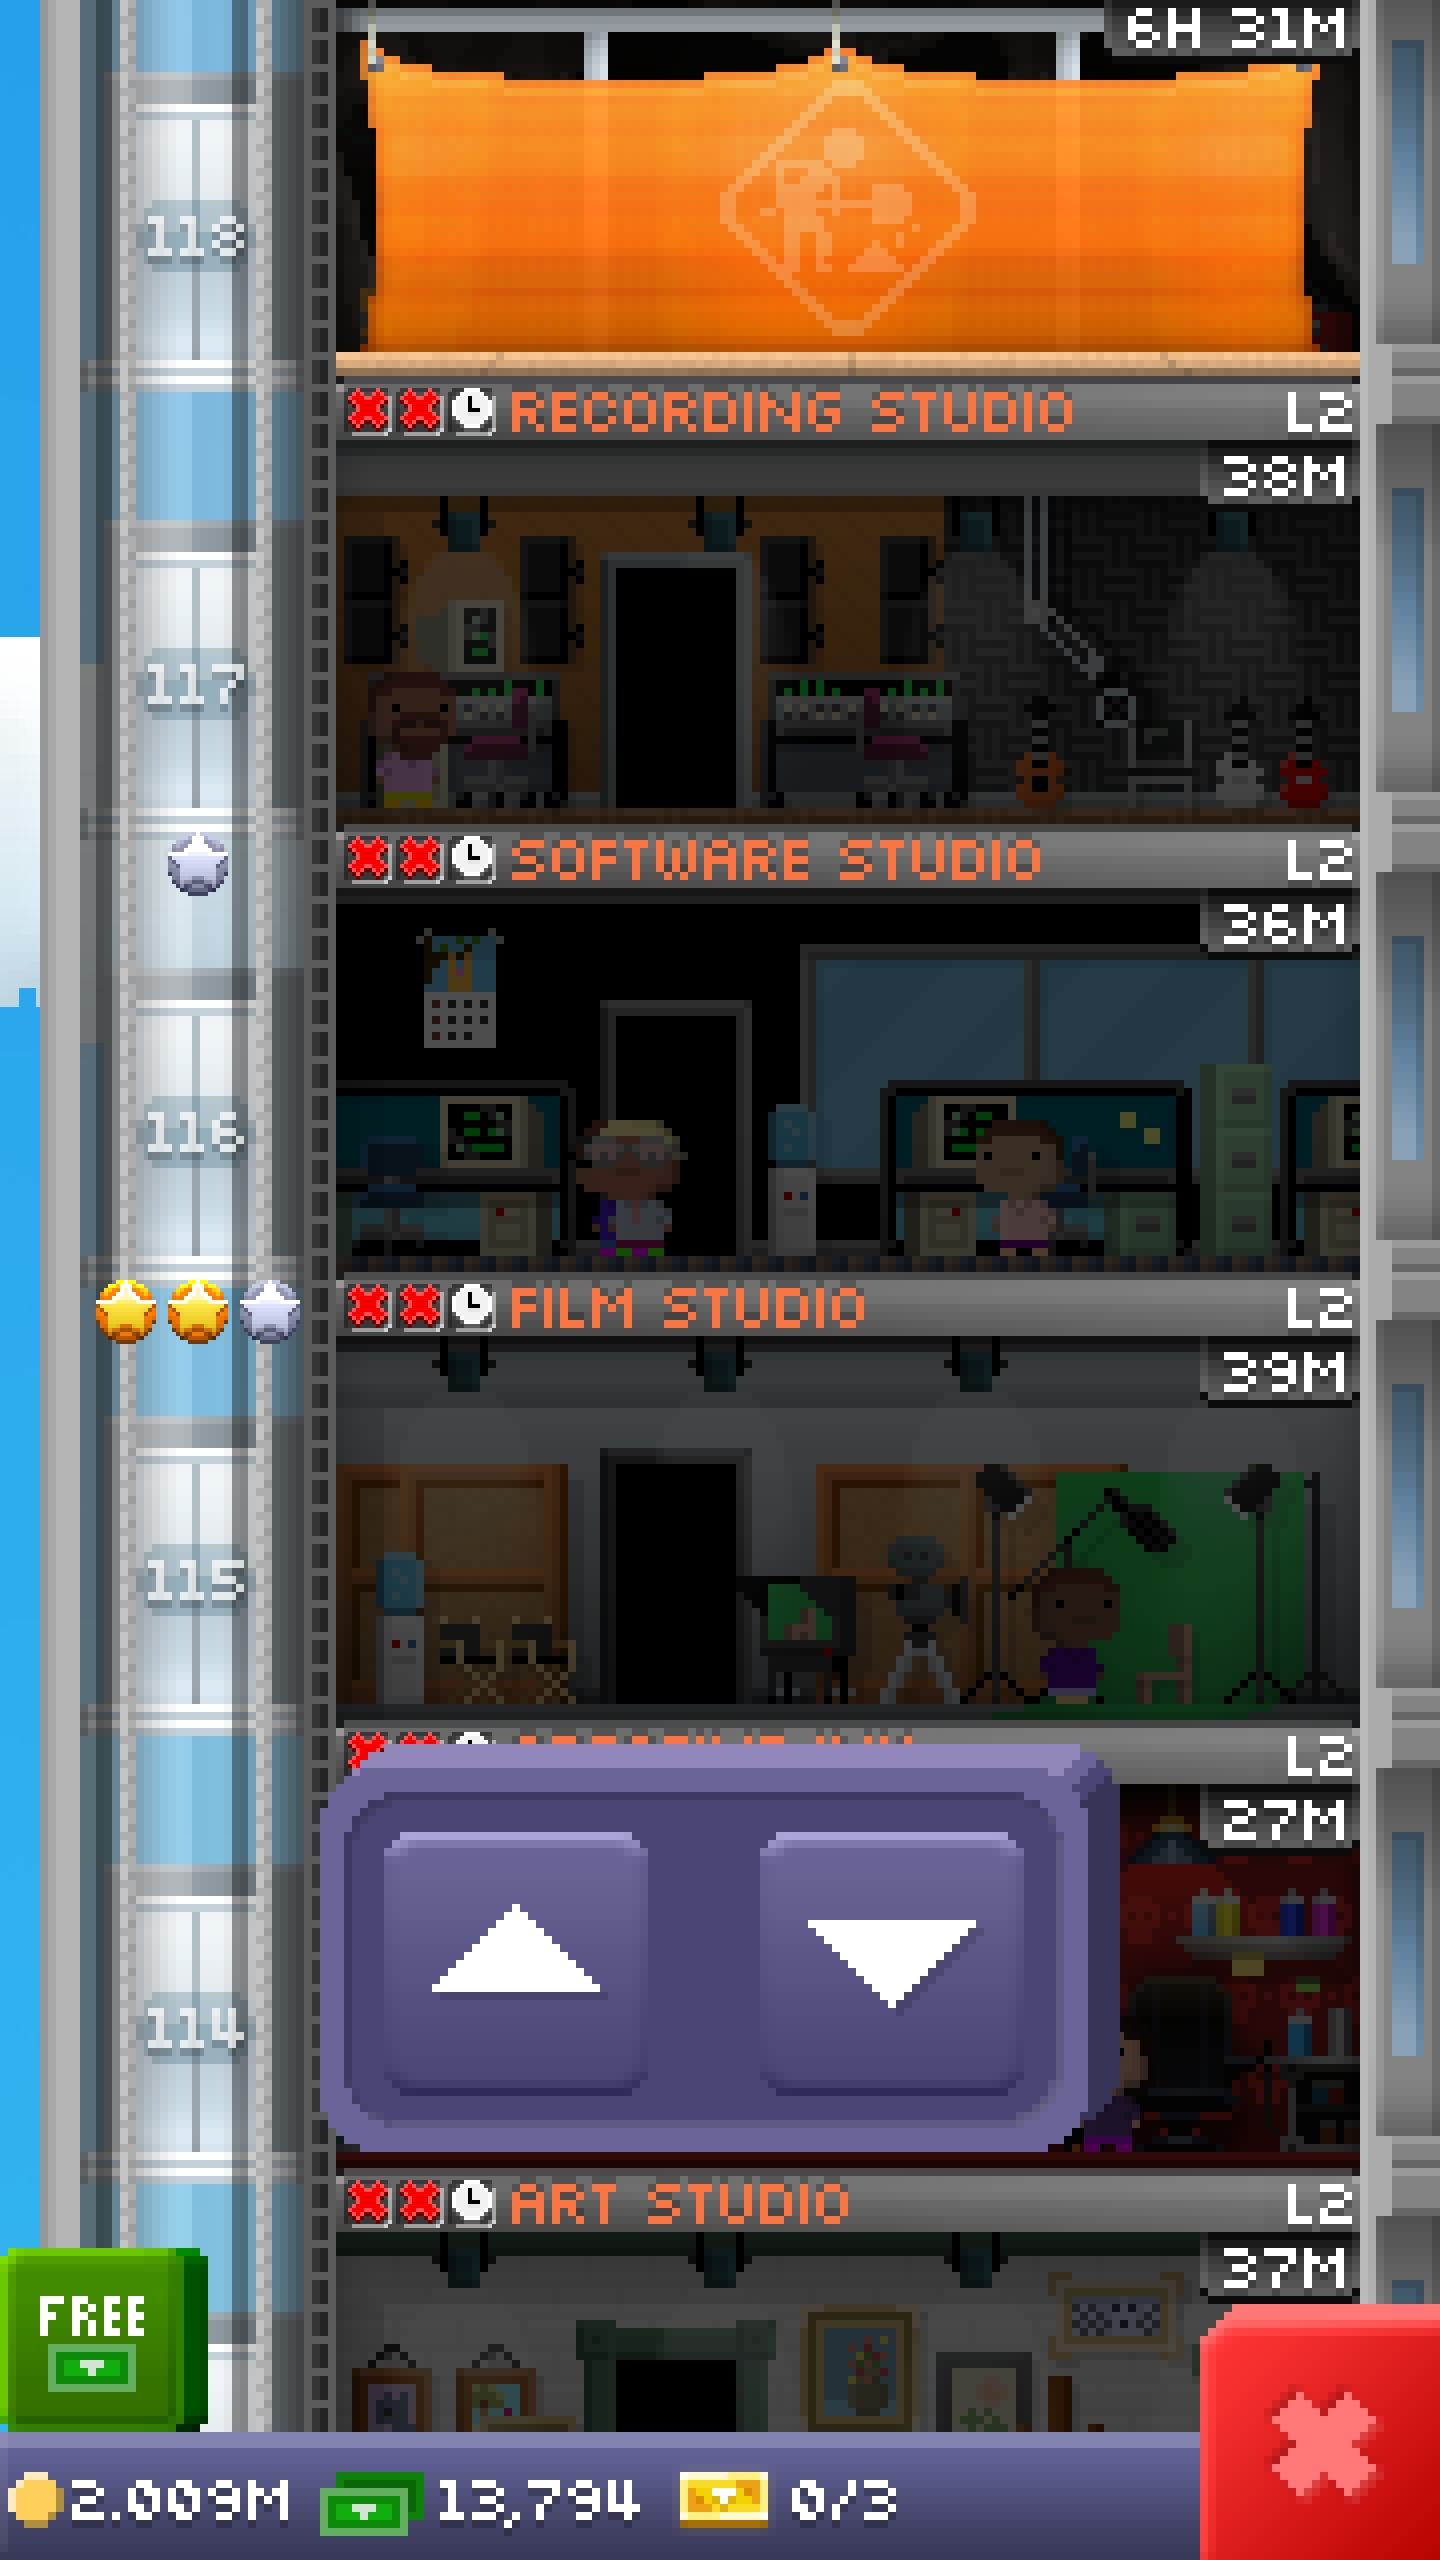 6H 31M
118
RECORDING STUDIO L2
38M
117
SOFTWARE STUDIO L2
36M
116
FILM STUDIO L2
39M
115
L2
27M
114
ART STUDIO L2
37M
FREE
2.009M 13,794 0/3